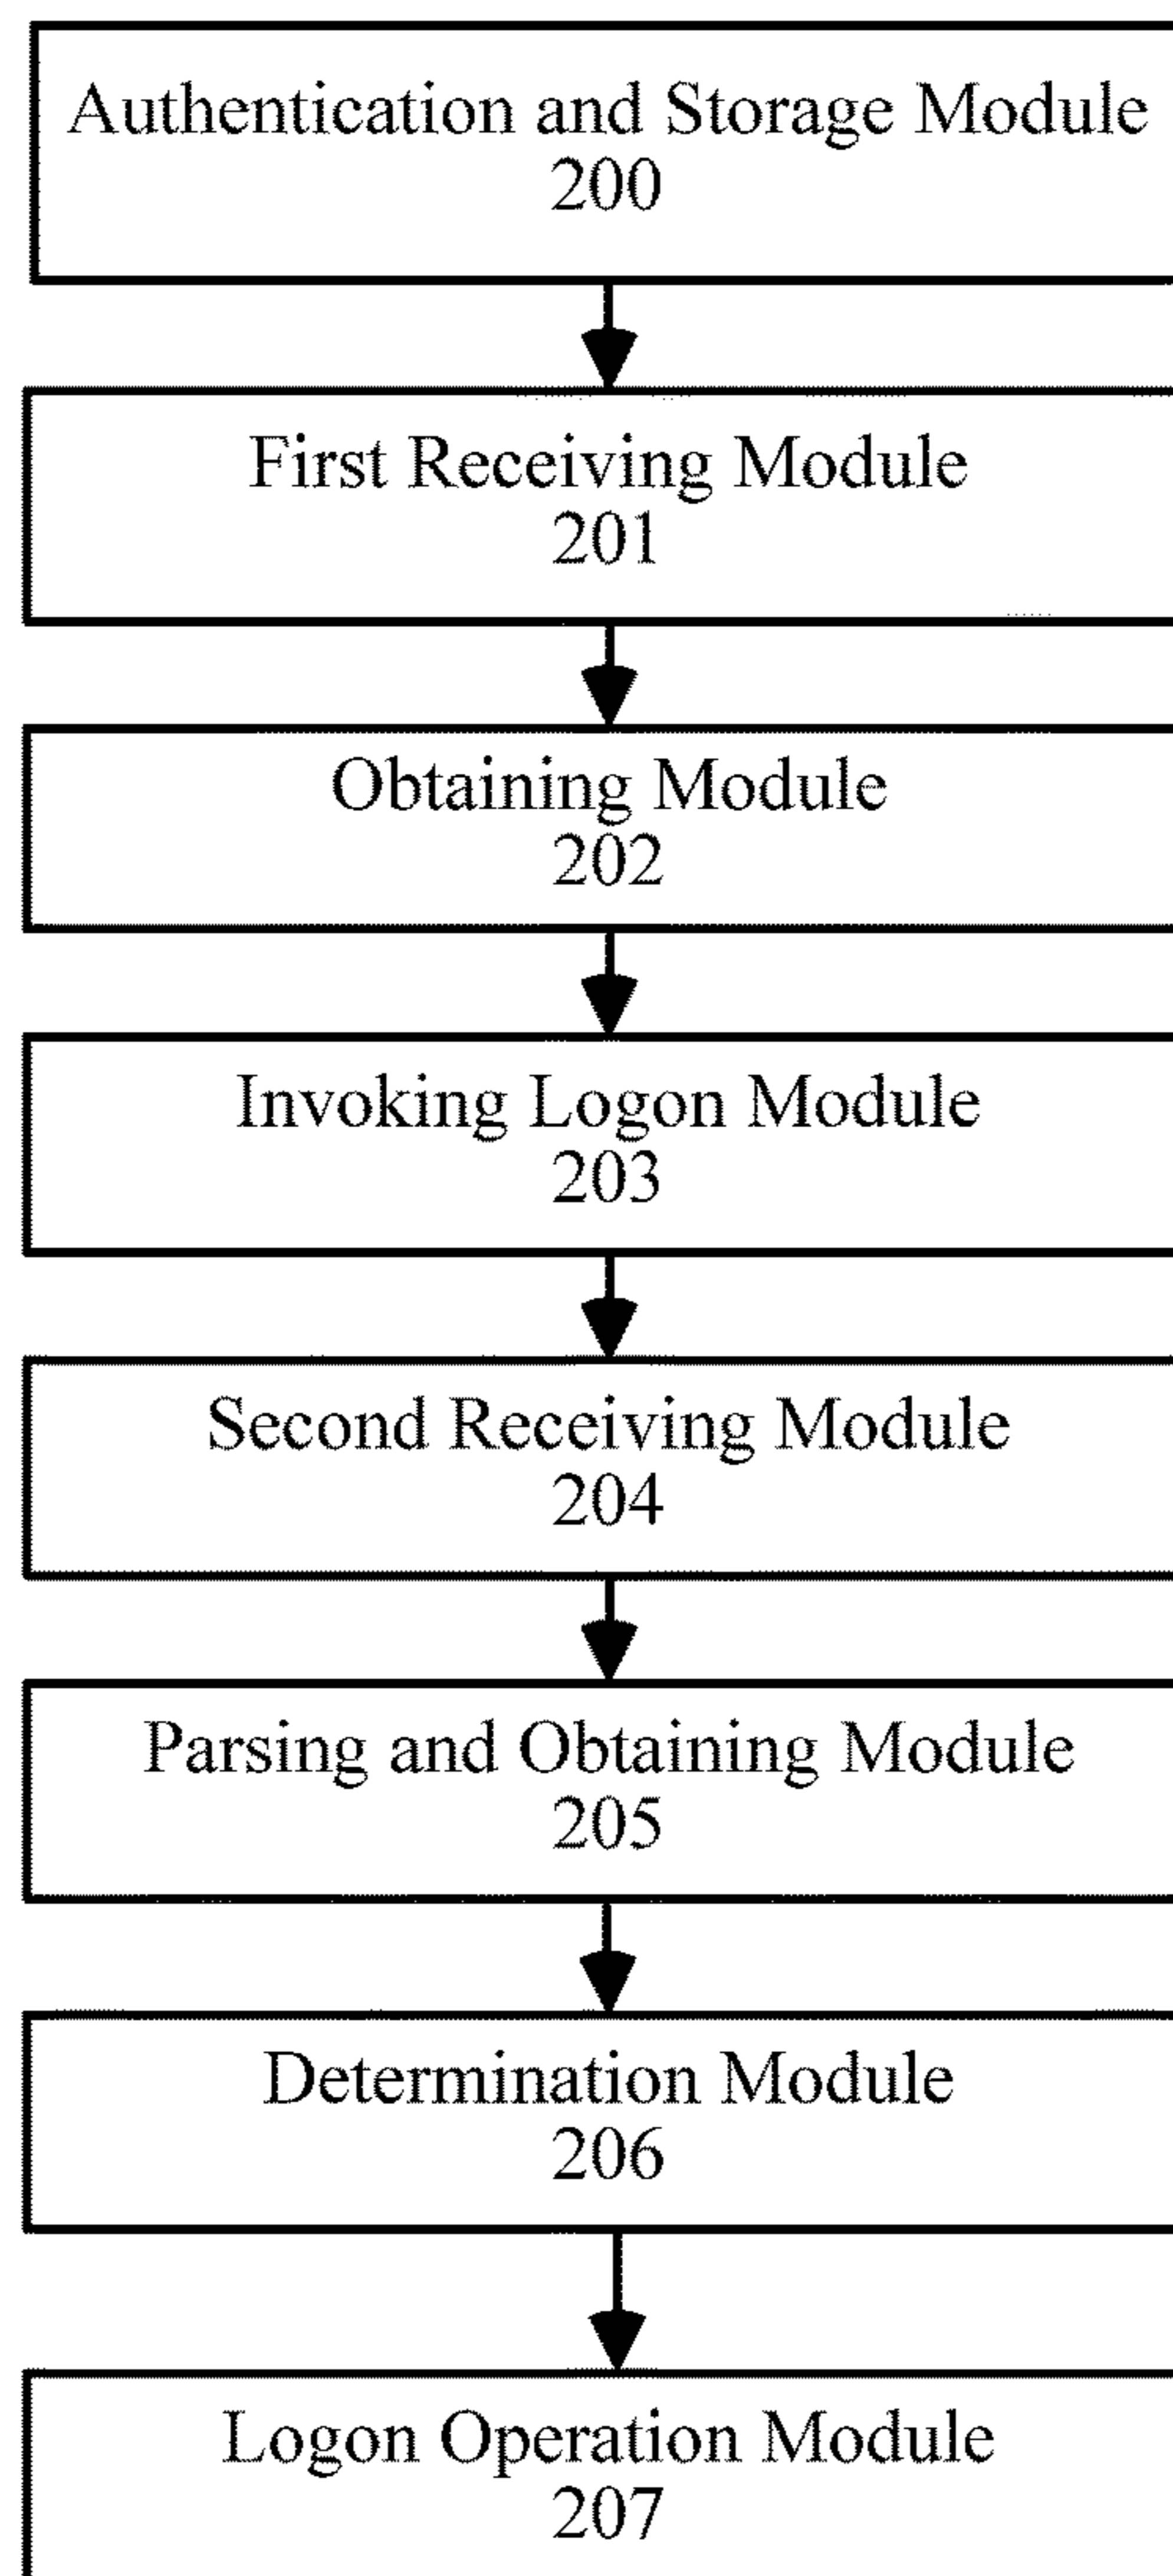 Authentication and Storage Module
200
First Receiving Module
201
Obtaining Module
202
Invoking Logon Module
203
Second Receiving Module
204
Parsing and Obtaining Module
205
Determination Module
206
Logon Operation Module
207